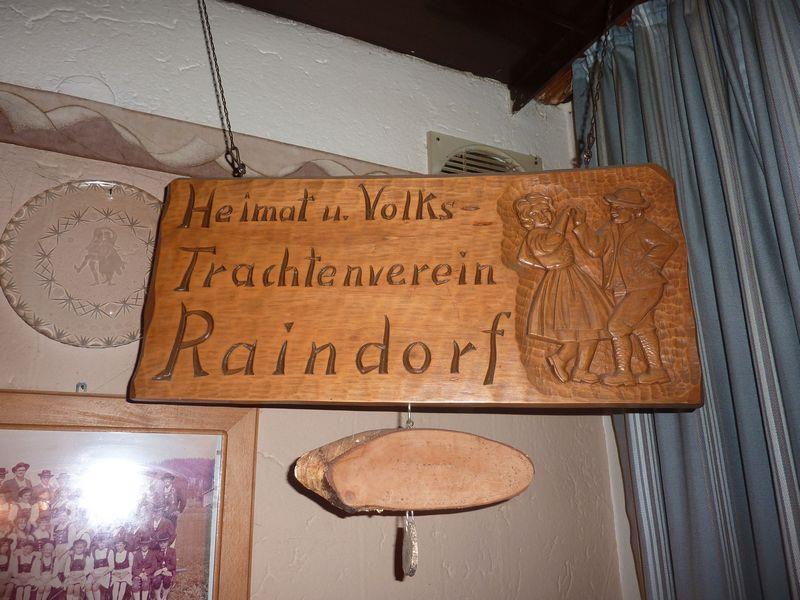 Heimat u. Volks-
Trachtenverein
Raindorf